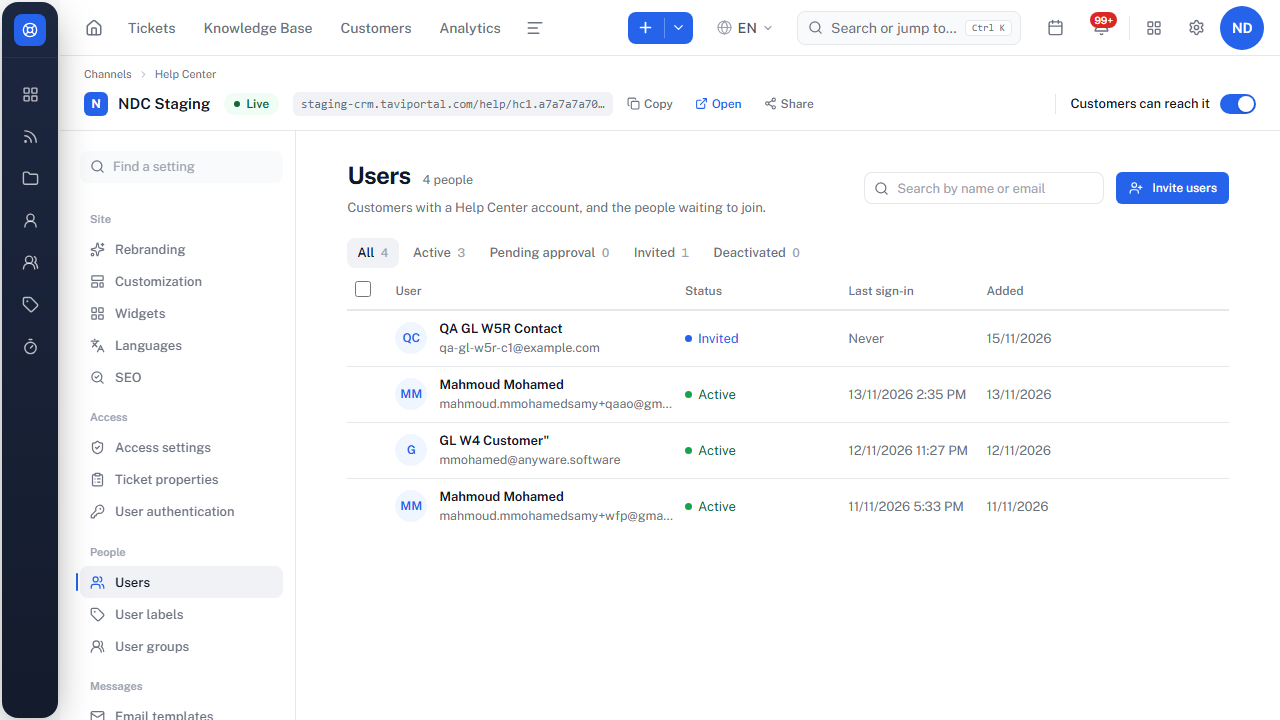 Tickets
Knowledge Base
Customers
Analytics
EN
Search or jump to...
Ctrl K
99+
ND
Channels
Help Center
N
NDC Staging
Live
staging-crm.taviportal.com/help/hc1.a7a7a7a70…
Copy
Open
Share
Customers can reach it
Find a setting
Site
Rebranding
Customization
Widgets
Languages
SEO
Access
Access settings
Ticket properties
User authentication
People
Users
User labels
User groups
Messages
Email templates
Users
4 people
Customers with a Help Center account, and the people waiting to join.
Search by name or email
Invite users
All 4
Active 3
Pending approval 0
Invited 1
Deactivated 0
User
Status
Last sign-in
Added
QC
QA GL W5R Contact
qa-gl-w5r-c1@example.com
Invited
Never
15/11/2026
MM
Mahmoud Mohamed
mahmoud.mmohamedsamy+qaao@gm…
Active
13/11/2026 2:35 PM
13/11/2026
G
GL W4 Customer"
mmohamed@anyware.software
Active
12/11/2026 11:27 PM
12/11/2026
MM
Mahmoud Mohamed
mahmoud.mmohamedsamy+wfp@gma…
Active
11/11/2026 5:33 PM
11/11/2026